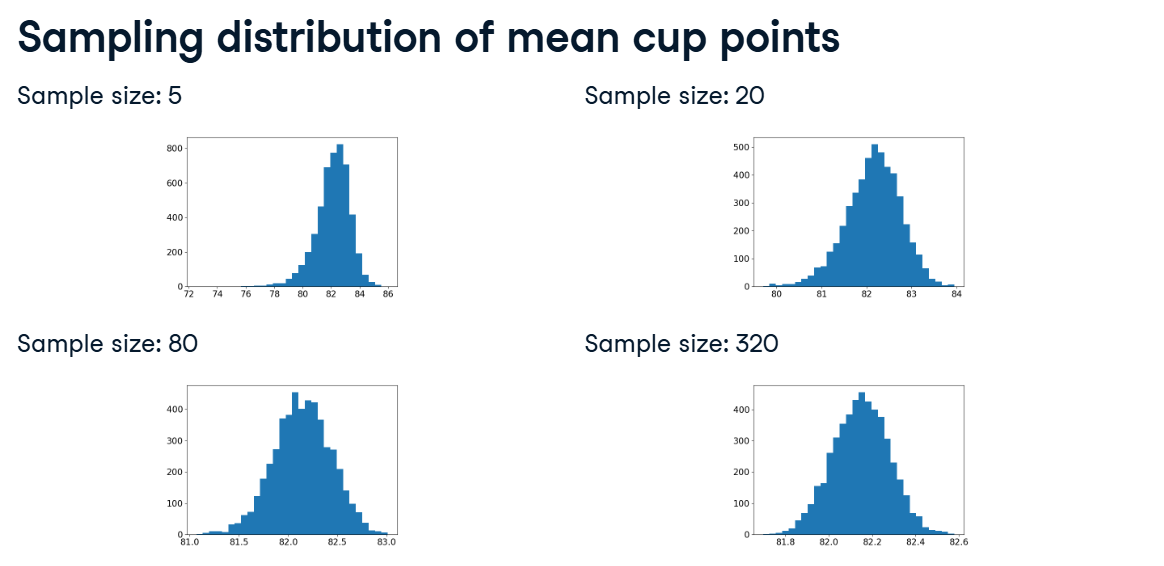 Sampling distribution of mean cup points
Sample size: 5
800
600
400
200
0
72 74 76 78 80 82 84 86
Sample size: 20
500
400
300
200
100
0
80 81 82 83 84
Sample size: 80
400
300
200
100
0
81.0 81.5 82.0 82.5 83.0
Sample size: 320
400
300
200
100
0
81.8 82.0 82.2 82.4 82.6